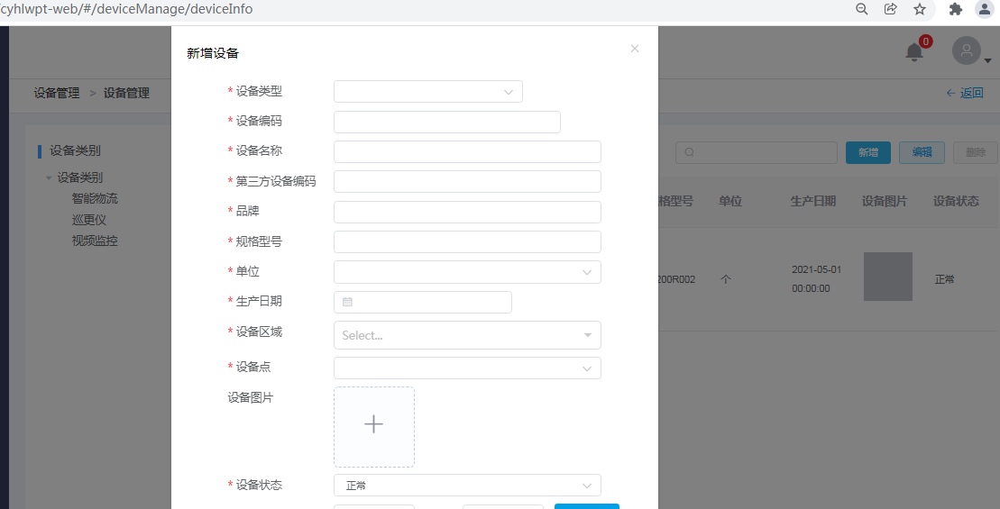 cyhlwpt-web/#/deviceManage/deviceInfo
新增设备
0
设备管理 > 设备管理
返回
设备类别
设备类别
智能物流
巡更仪
视频监控
* 设备类型
* 设备编码
* 设备名称
* 第三方设备编码
* 品牌
* 规格型号
* 单位
* 生产日期
* 设备区域 Select...
* 设备点
设备图片
* 设备状态 正常
新增 编辑 删除
格型号 单位 生产日期 设备图片 设备状态
200R002 个 2021-05-01 00:00:00 正常